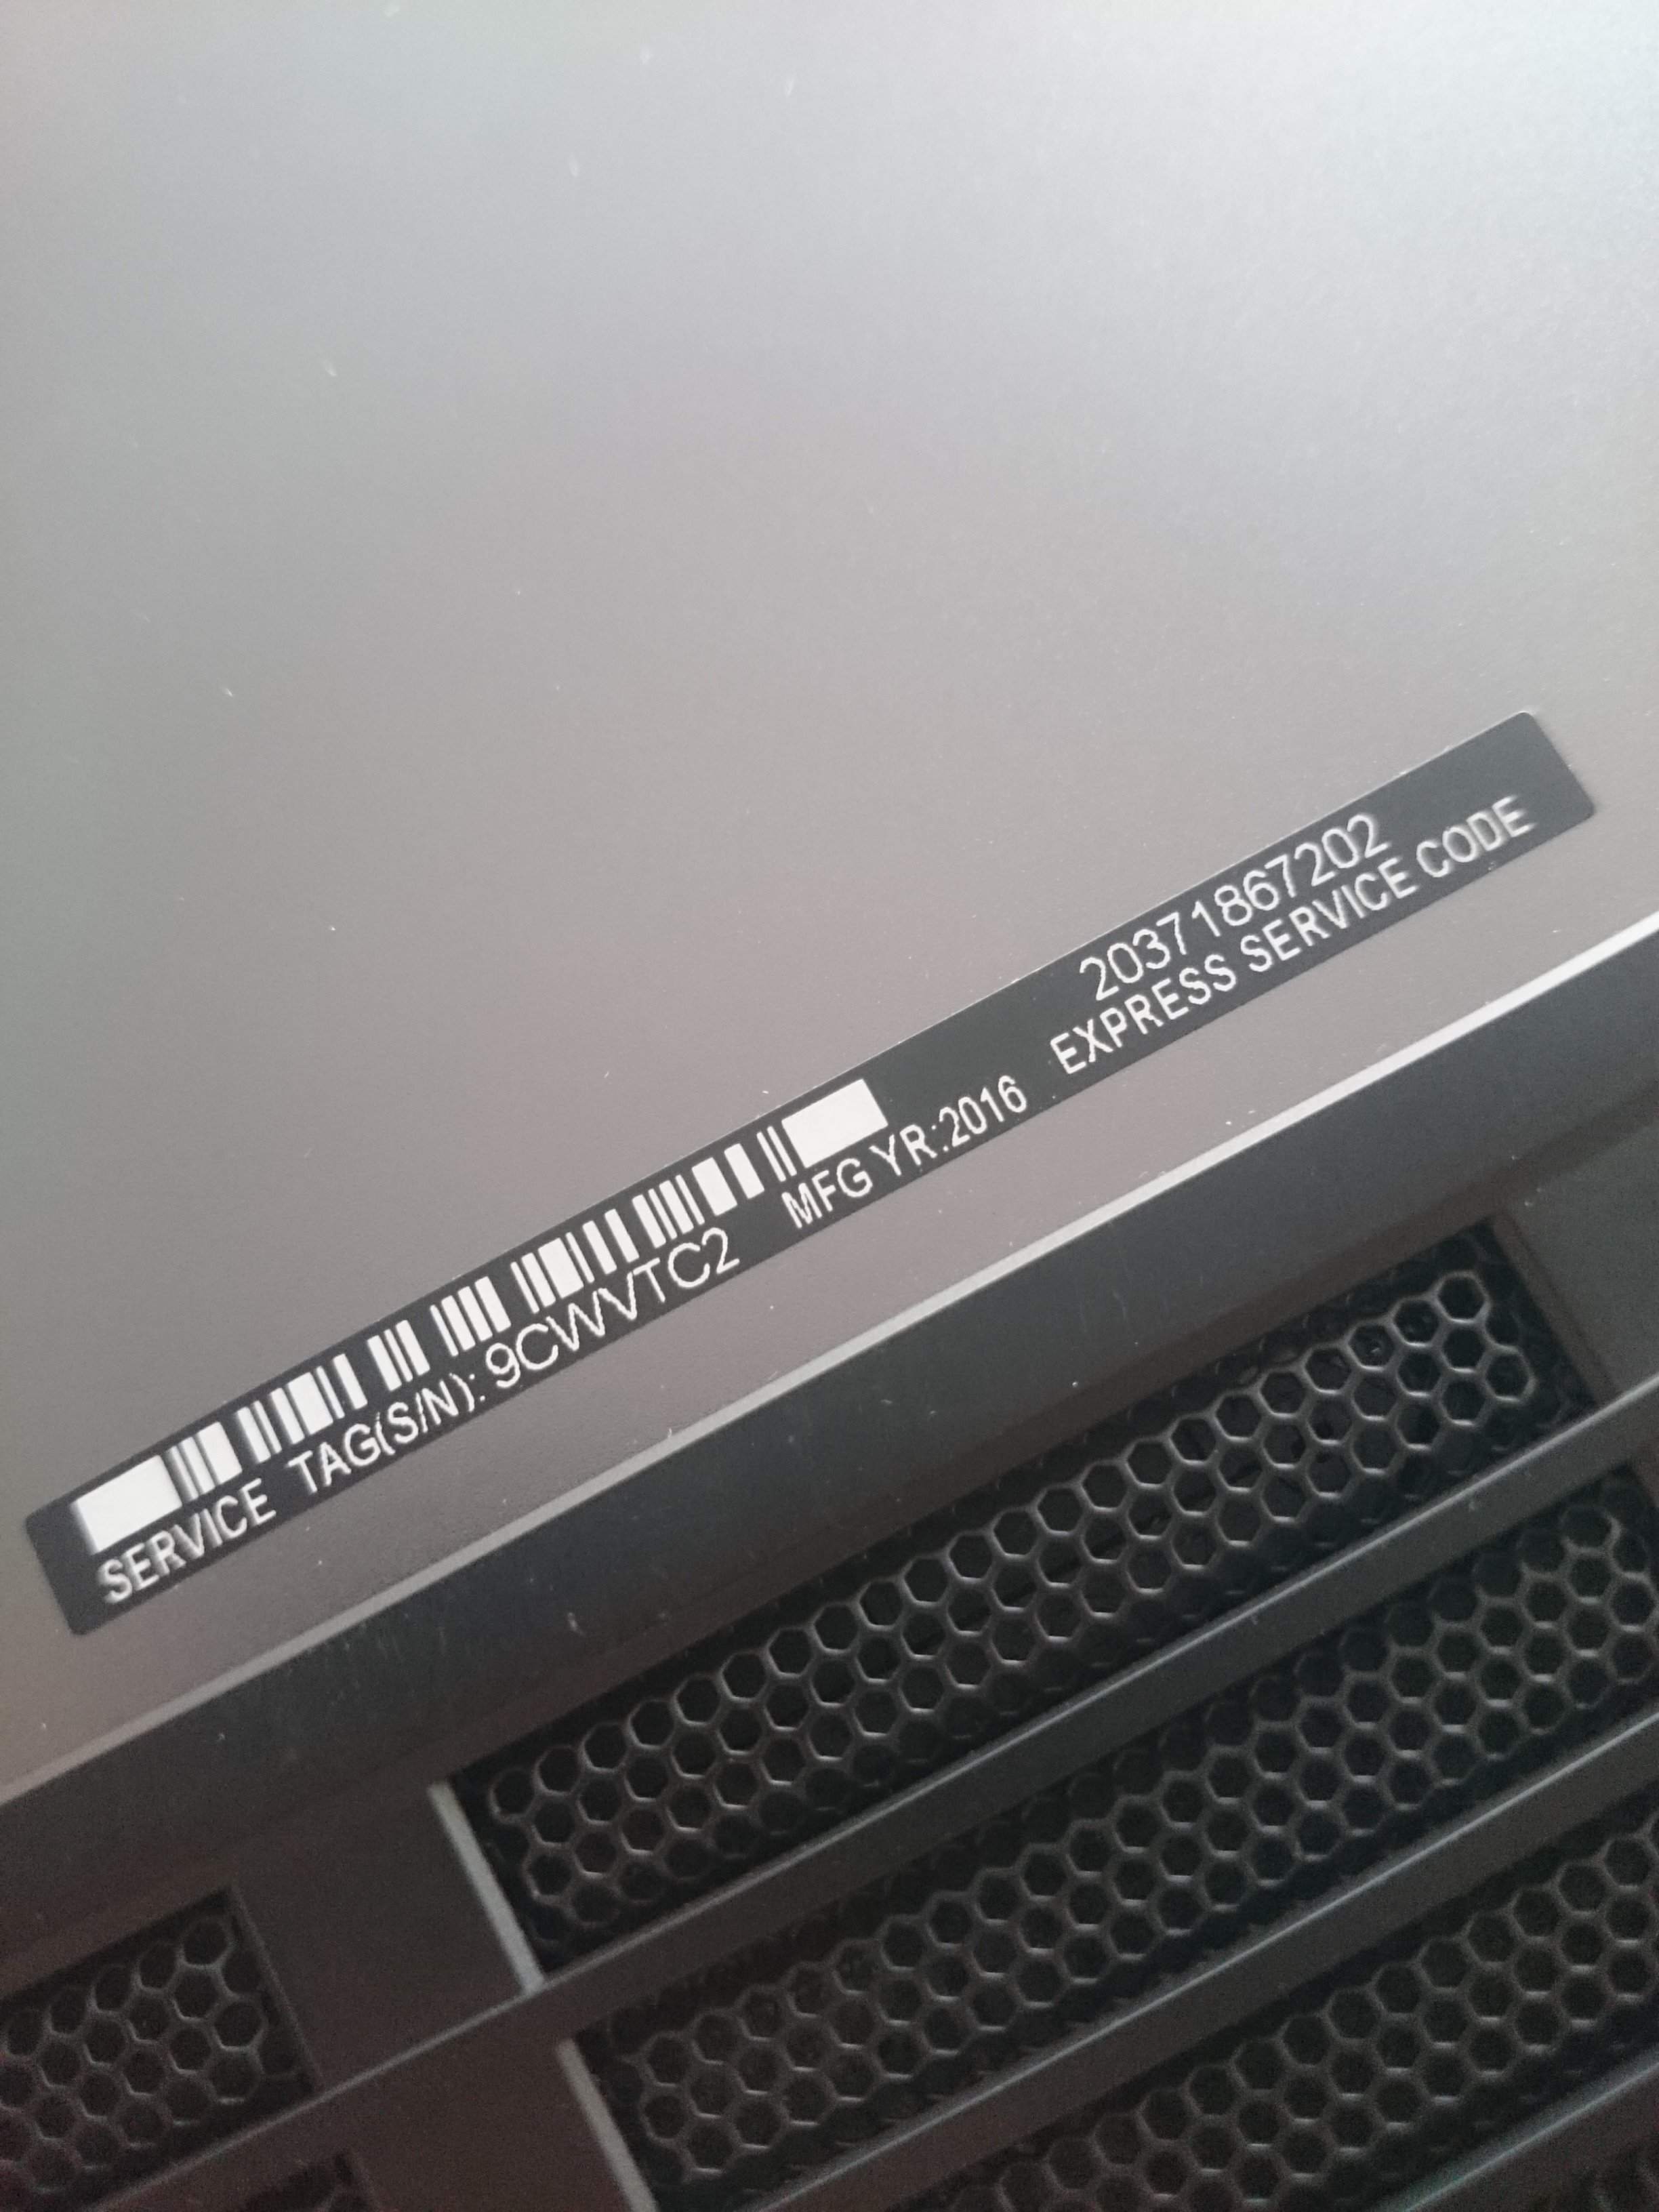 SERVICE TAG(S/N): 9CWVTC2 MFG YR:2016
20371867202
EXPRESS SERVICE CODE